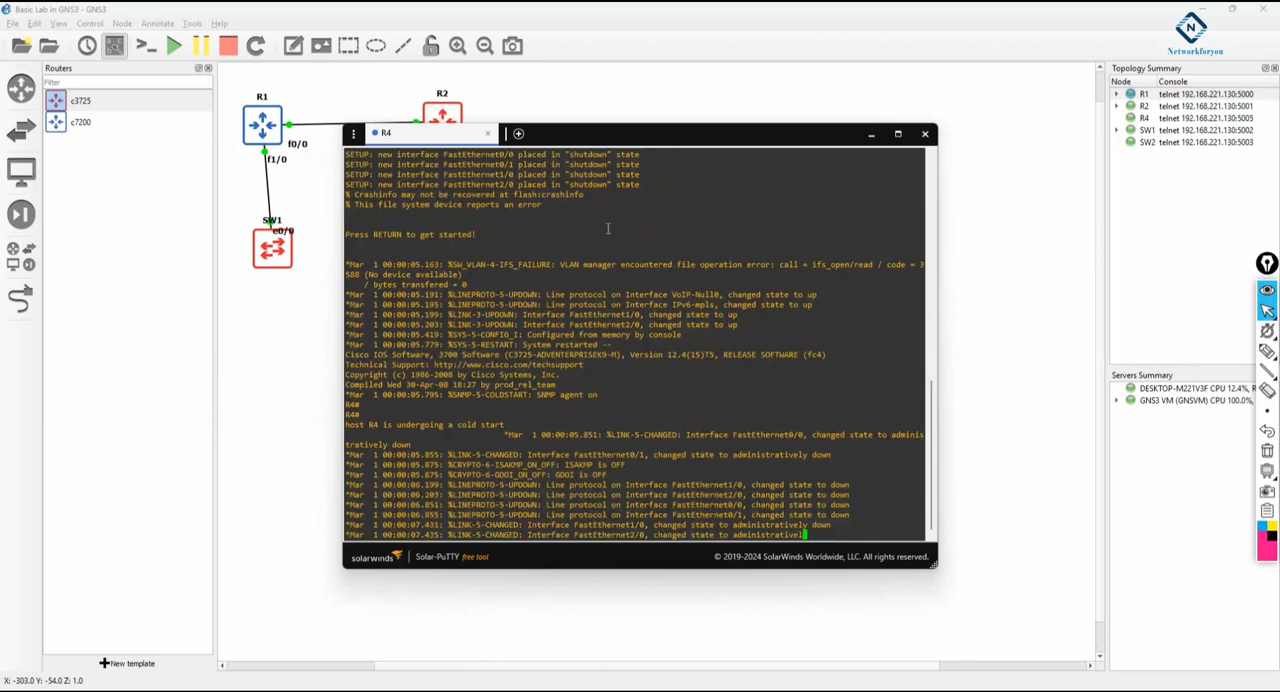 Basic Lab in GNS3 - GNS3
File Edit View Control Node Annotate Tools Help
Networkforyou
Routers
Filter
c3725
c7200
R1
R2
f0/0
f1/0
SW1
e0/0
R4
SETUP: new interface FastEthernet0/0 placed in "shutdown" state
SETUP: new interface FastEthernet0/1 placed in "shutdown" state
SETUP: new interface FastEthernet1/0 placed in "shutdown" state
SETUP: new interface FastEthernet2/0 placed in "shutdown" state
% Crashinfo may not be recovered at flash:crashinfo
% This file system device reports an error
Press RETURN to get started!
*Mar  1 00:00:05.163: %SW_VLAN-4-IFS_FAILURE: VLAN manager encountered file operation error: call = ifs_open/read / code = 3
588 (No device available)
/ bytes transfered = 0
*Mar  1 00:00:05.191: %LINEPROTO-5-UPDOWN: Line protocol on Interface VoIP-Null0, changed state to up
*Mar  1 00:00:05.195: %LINEPROTO-5-UPDOWN: Line protocol on Interface IPv6-mpls, changed state to up
*Mar  1 00:00:05.199: %LINK-3-UPDOWN: Interface FastEthernet1/0, changed state to up
*Mar  1 00:00:05.203: %LINK-3-UPDOWN: Interface FastEthernet2/0, changed state to up
*Mar  1 00:00:05.419: %SYS-5-CONFIG_I: Configured from memory by console
*Mar  1 00:00:05.779: %SYS-5-RESTART: System restarted --
Cisco IOS Software, 3700 Software (C3725-ADVENTERPRISEK9-M), Version 12.4(15)T5, RELEASE SOFTWARE (fc4)
Technical Support: http://www.cisco.com/techsupport
Copyright (c) 1986-2008 by Cisco Systems, Inc.
Compiled Wed 30-Apr-08 18:27 by prod_rel_team
*Mar  1 00:00:05.795: %SNMP-5-COLDSTART: SNMP agent on
R4#
R4#
host R4 is undergoing a cold start
*Mar  1 00:00:05.851: %LINK-5-CHANGED: Interface FastEthernet0/0, changed state to adminis
tratively down
*Mar  1 00:00:05.855: %LINK-5-CHANGED: Interface FastEthernet0/1, changed state to administratively down
*Mar  1 00:00:05.875: %CRYPTO-6-ISAKMP_ON_OFF: ISAKMP is OFF
*Mar  1 00:00:05.875: %CRYPTO-6-GDOI_ON_OFF: GDOI is OFF
*Mar  1 00:00:06.199: %LINEPROTO-5-UPDOWN: Line protocol on Interface FastEthernet1/0, changed state to down
*Mar  1 00:00:06.203: %LINEPROTO-5-UPDOWN: Line protocol on Interface FastEthernet2/0, changed state to down
*Mar  1 00:00:06.851: %LINEPROTO-5-UPDOWN: Line protocol on Interface FastEthernet0/0, changed state to down
*Mar  1 00:00:06.855: %LINEPROTO-5-UPDOWN: Line protocol on Interface FastEthernet0/1, changed state to down
*Mar  1 00:00:07.431: %LINK-5-CHANGED: Interface FastEthernet1/0, changed state to administratively down
*Mar  1 00:00:07.435: %LINK-5-CHANGED: Interface FastEthernet2/0, changed state to administrativel
solarwinds Solar-PuTTY free tool © 2019-2024 SolarWinds Worldwide, LLC. All rights reserved.
Topology Summary
Node Console
R1 telnet 192.168.221.130:5000
R2 telnet 192.168.221.130:5001
R4 telnet 192.168.221.130:5005
SW1 telnet 192.168.221.130:5002
SW2 telnet 192.168.221.130:5003
Servers Summary
DESKTOP-M221V3F CPU 12.4%, R
GNS3 VM (GNSVM) CPU 100.0%,
New template
X: -303.0 Y: -54.0 Z: 1.0